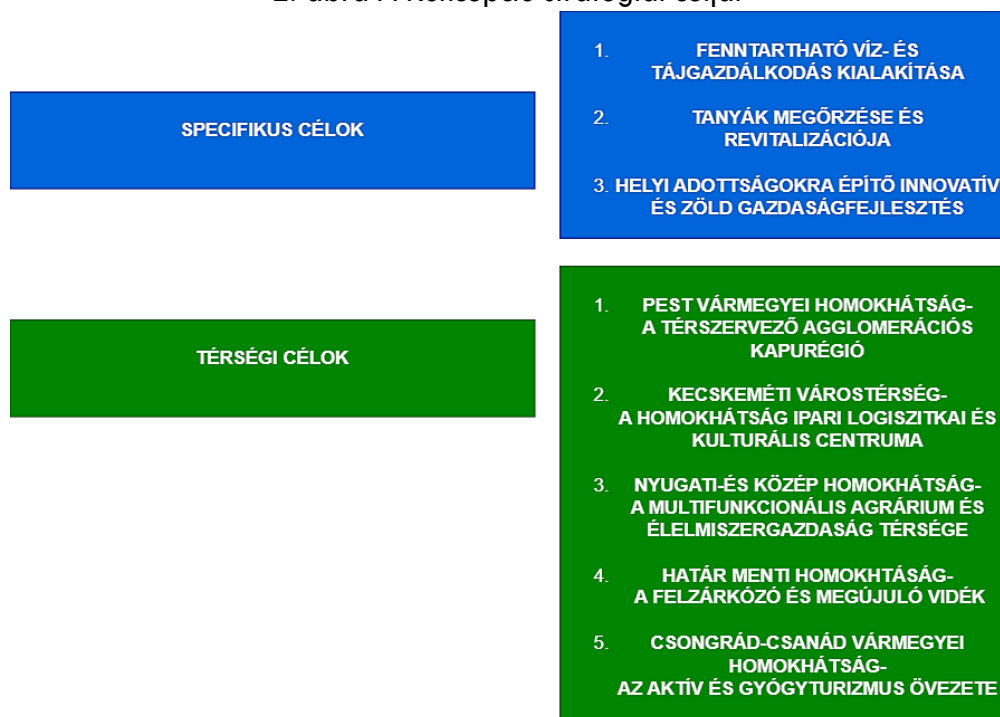 SPECIFIKUS CÉLOK
1. FENNTARTHATÓ VÍZ- ÉS
TÁJGAZDÁLKODÁS KIALAKÍTÁSA
2. TANYÁK MEGŐRZÉSE ÉS
REVITALIZÁCIÓJA
3. HELYI ADOTTSÁGOKRA ÉPÍTŐ INNOVATÍV
ÉS ZÖLD GAZDASÁGFEJLESZTÉS
TÉRSÉGI CÉLOK
1. PEST VÁRMEGYEI HOMOKHÁTSÁG-
A TÉRSZERVEZŐ AGGLOMERÁCIÓS
KAPURÉGIÓ
2. KECSKEMÉTI VÁROSTÉRSÉG-
A HOMOKHÁTSÁG IPARI LOGISZITKAI ÉS
KULTURÁLIS CENTRUMA
3. NYUGATI-ÉS KÖZÉP HOMOKHÁTSÁG-
A MULTIFUNKCIONÁLIS AGRÁRIUM ÉS
ÉLELMISZERGAZDASÁG TÉRSÉGE
4. HATÁR MENTI HOMOKHTÁSÁG-
A FELZÁRKÓZÓ ÉS MEGÚJULÓ VIDÉK
5. CSONGRÁD-CSANÁD VÁRMEGYEI
HOMOKHÁTSÁG-
AZ AKTÍV ÉS GYÓGYTURIZMUS ÖVEZETE